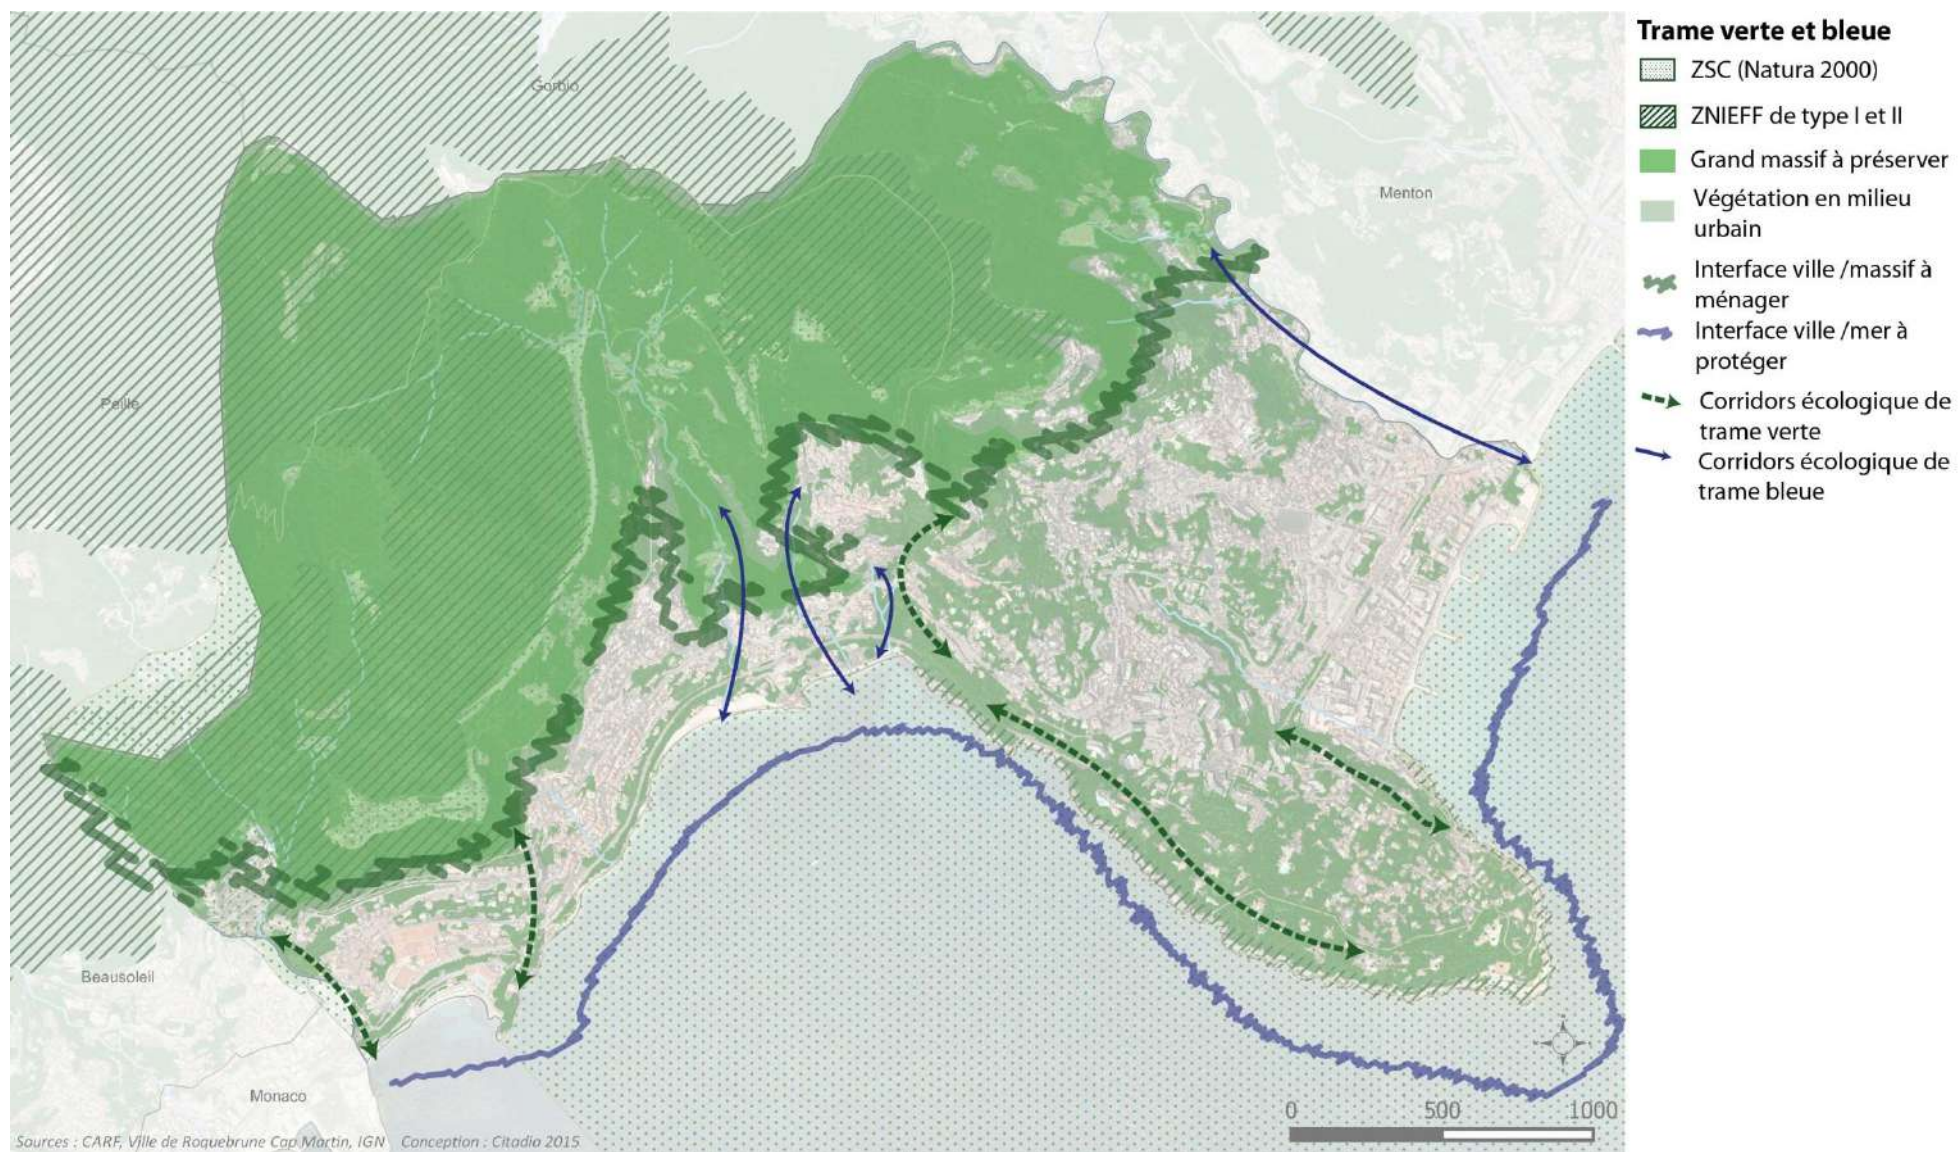 Trame verte et bleue
ZSC (Natura 2000)
ZNIEFF de type I et II
Grand massif à préserver
Végétation en milieu
urbain
Interface ville /massif à
ménager
Interface ville /mer à
protéger
Corridors écologique de
trame verte
Corridors écologique de
trame bleue
Gorbio
Menton
Peille
Beausoleil
Monaco
0 500 1000
Sources : CARF, Ville de Roquebrune Cap Martin, IGN Conception : Citadia 2015